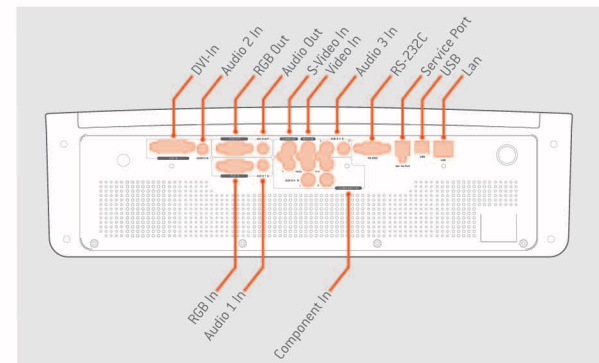 DVI-In
Audio 2 In
RGB Out
Audio Out
S-Video In
Video In
Audio 3 In
RS-232C
Service Port
USB
Lan
RGB In
Audio 1 In
Component In